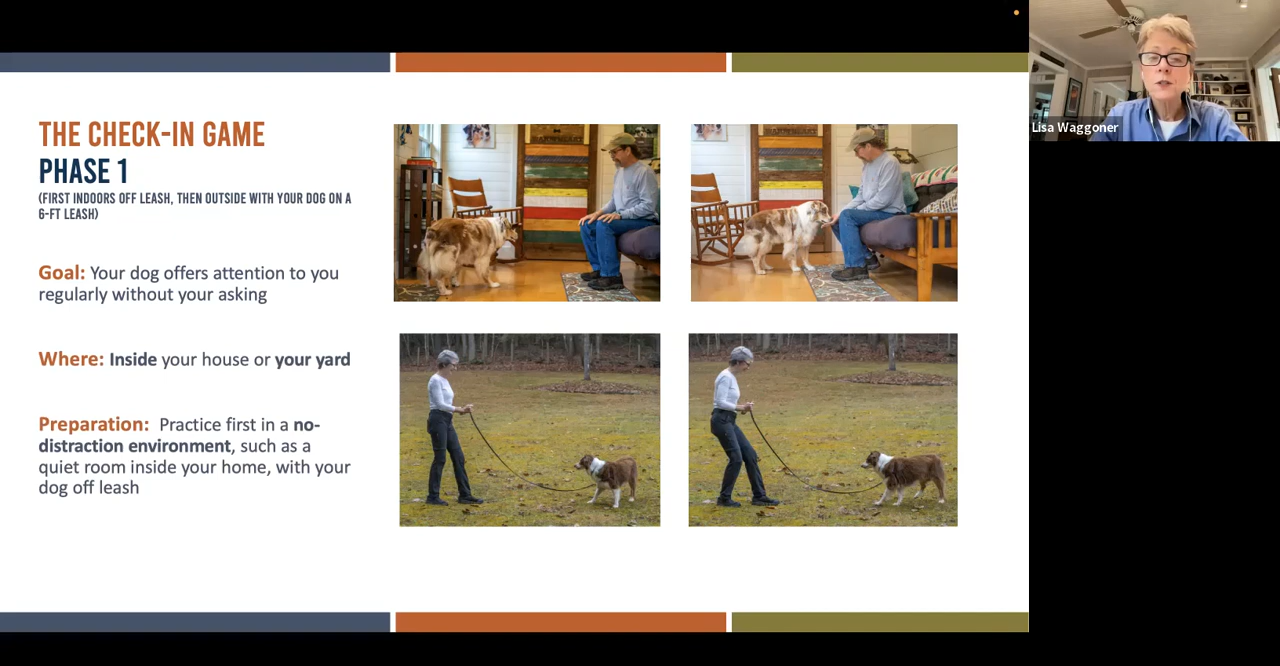 THE CHECK-IN GAME
PHASE 1
(FIRST INDOORS OFF LEASH, THEN OUTSIDE WITH YOUR DOG ON A
6-FT LEASH)
Goal: Your dog offers attention to you
regularly without your asking
Where: Inside your house or your yard
Preparation: Practice first in a no-
distraction environment, such as a
quiet room inside your home, with your
dog off leash
Lisa Waggoner